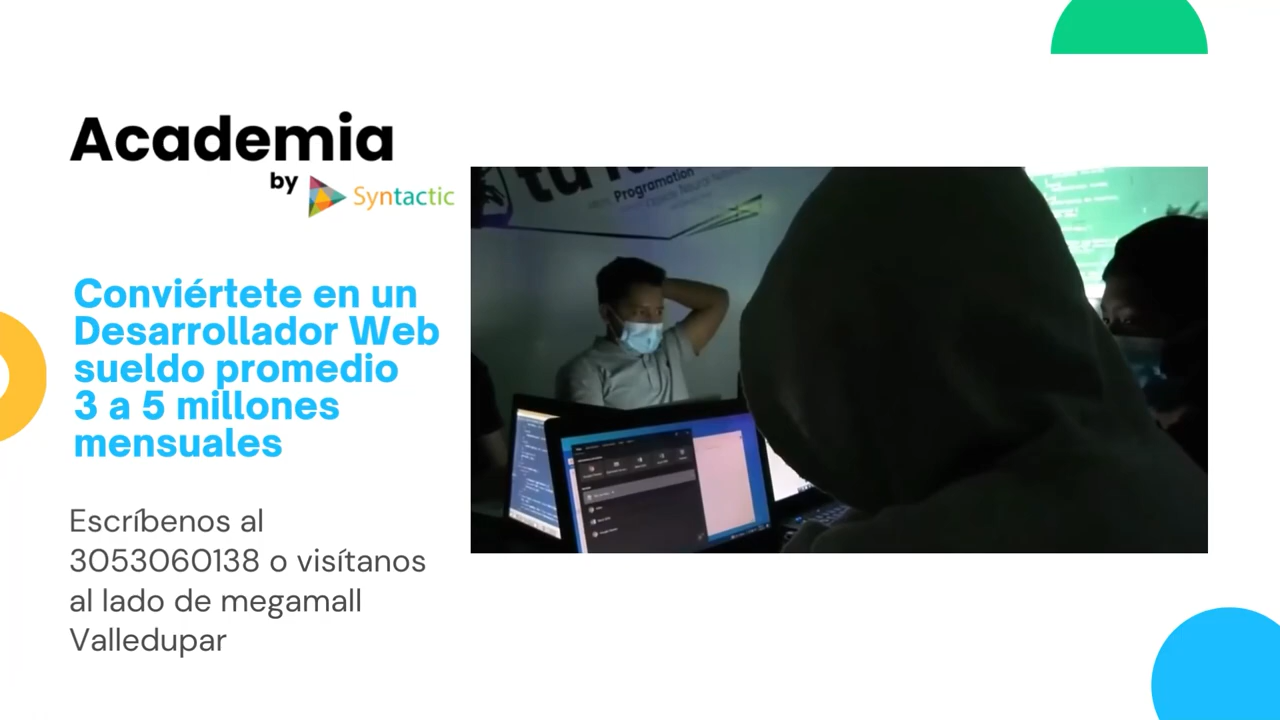 Academia
by Syntactic
Conviértete en un
Desarrollador Web
sueldo promedio
3 a 5 millones
mensuales
Escríbenos al
3053060138 o visítanos
al lado de megamall
Valledupar
tu
Programation